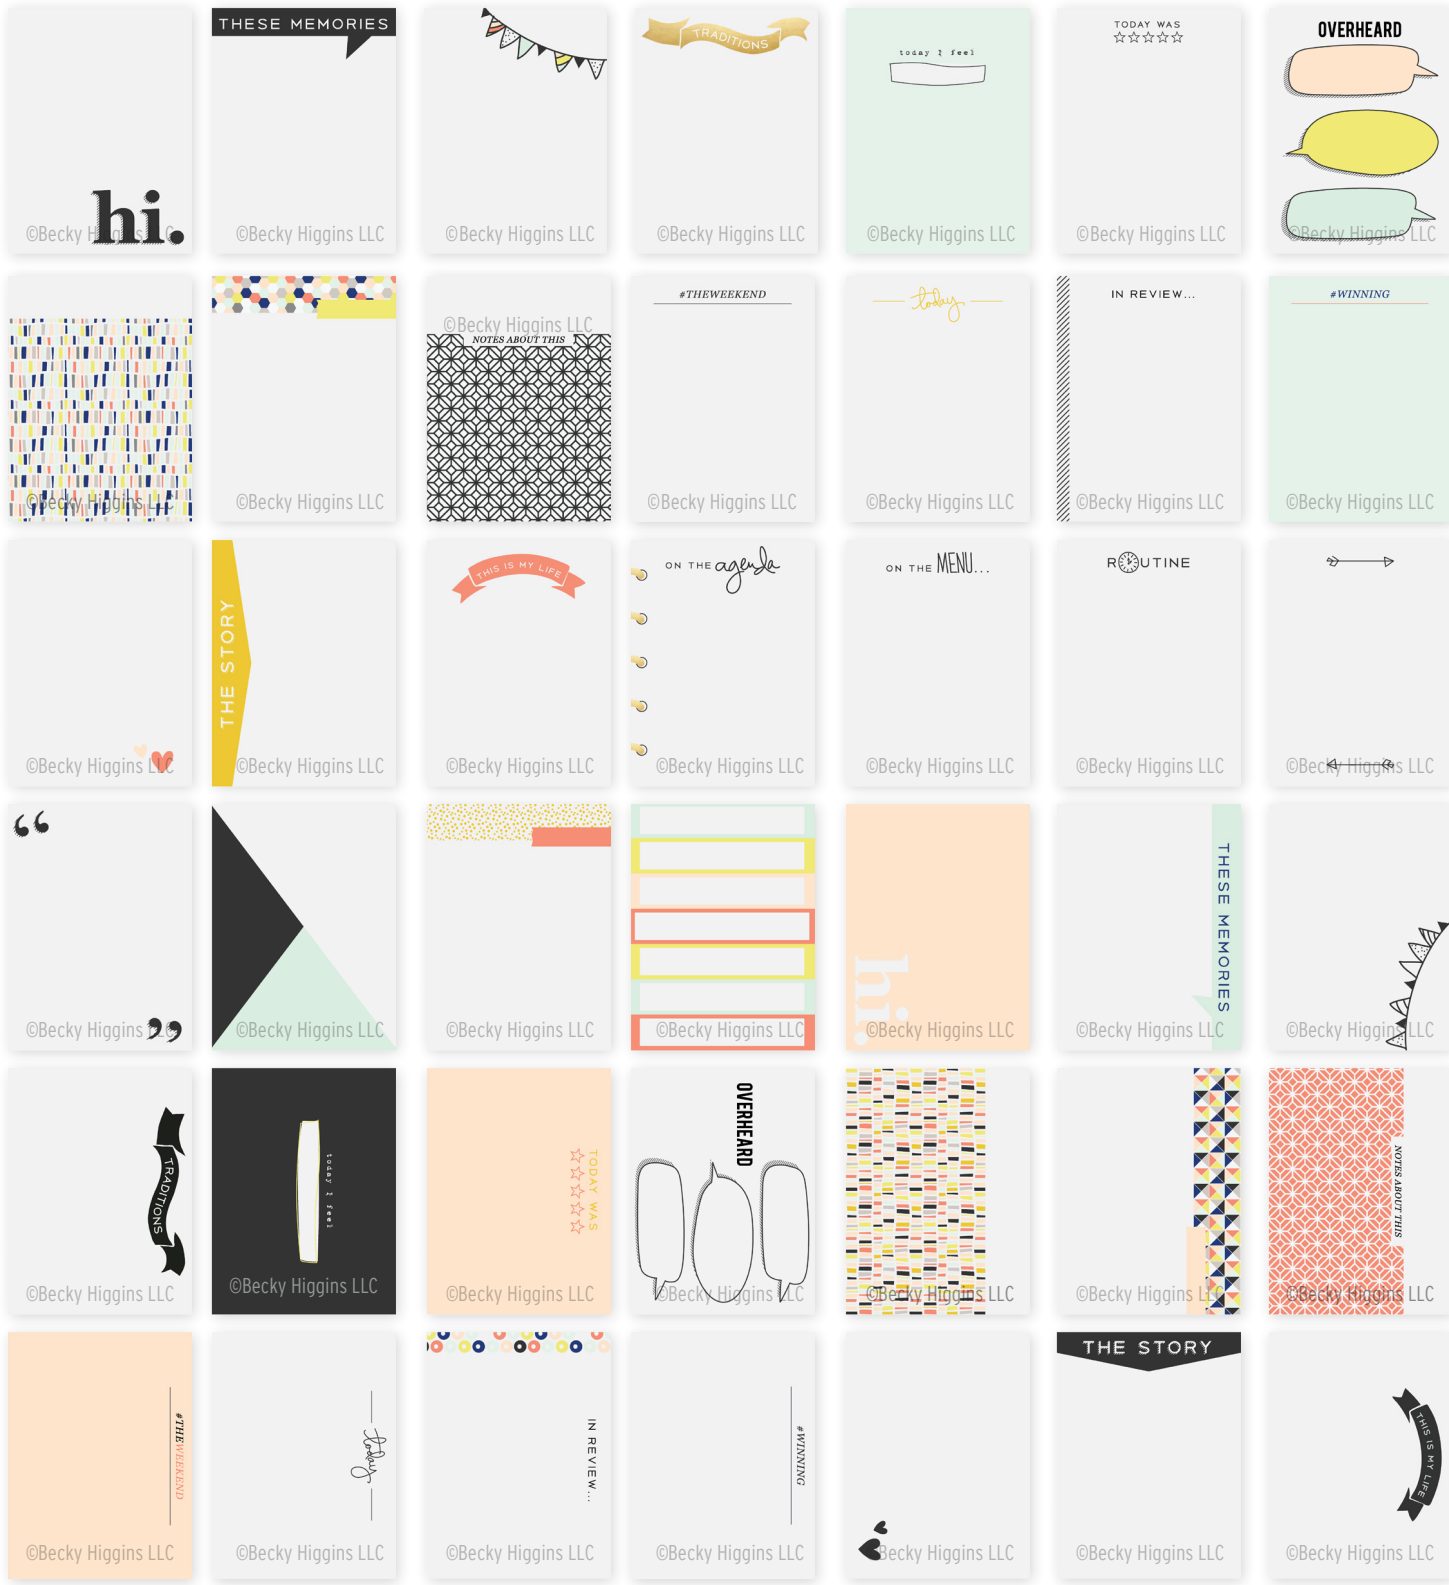 THESE MEMORIES
TRADITIONS
today I feel
TODAY WAS
OVERHEARD
hi.
©Becky Higgins LLC
©Becky Higgins LLC
©Becky Higgins LLC
©Becky Higgins LLC
©Becky Higgins LLC
©Becky Higgins LLC
©Becky Higgins LLC
#THEWEEKEND
today
IN REVIEW...
#WINNING
©Becky Higgins LLC
NOTES ABOUT THIS
©Becky Higgins LLC
©Becky Higgins LLC
©Becky Higgins LLC
©Becky Higgins LLC
©Becky Higgins LLC
©Becky Higgins LLC
THE STORY
THIS IS MY LIFE
ON THE agenda
ON THE MENU...
ROUTINE
©Becky Higgins LLC
©Becky Higgins LLC
©Becky Higgins LLC
©Becky Higgins LLC
©Becky Higgins LLC
©Becky Higgins LLC
©Becky Higgins LLC
“
”
hi.
THESE MEMORIES
©Becky Higgins LLC
©Becky Higgins LLC
©Becky Higgins LLC
©Becky Higgins LLC
©Becky Higgins LLC
©Becky Higgins LLC
©Becky Higgins LLC
TRADITIONS
today I feel
TODAY WAS
OVERHEARD
NOTES ABOUT THIS
©Becky Higgins LLC
©Becky Higgins LLC
©Becky Higgins LLC
©Becky Higgins LLC
©Becky Higgins LLC
©Becky Higgins LLC
©Becky Higgins LLC
#THEWEEKEND
today
IN REVIEW...
#WINNING
THE STORY
THIS IS MY LIFE
©Becky Higgins LLC
©Becky Higgins LLC
©Becky Higgins LLC
©Becky Higgins LLC
Becky Higgins LLC
©Becky Higgins LLC
©Becky Higgins LLC